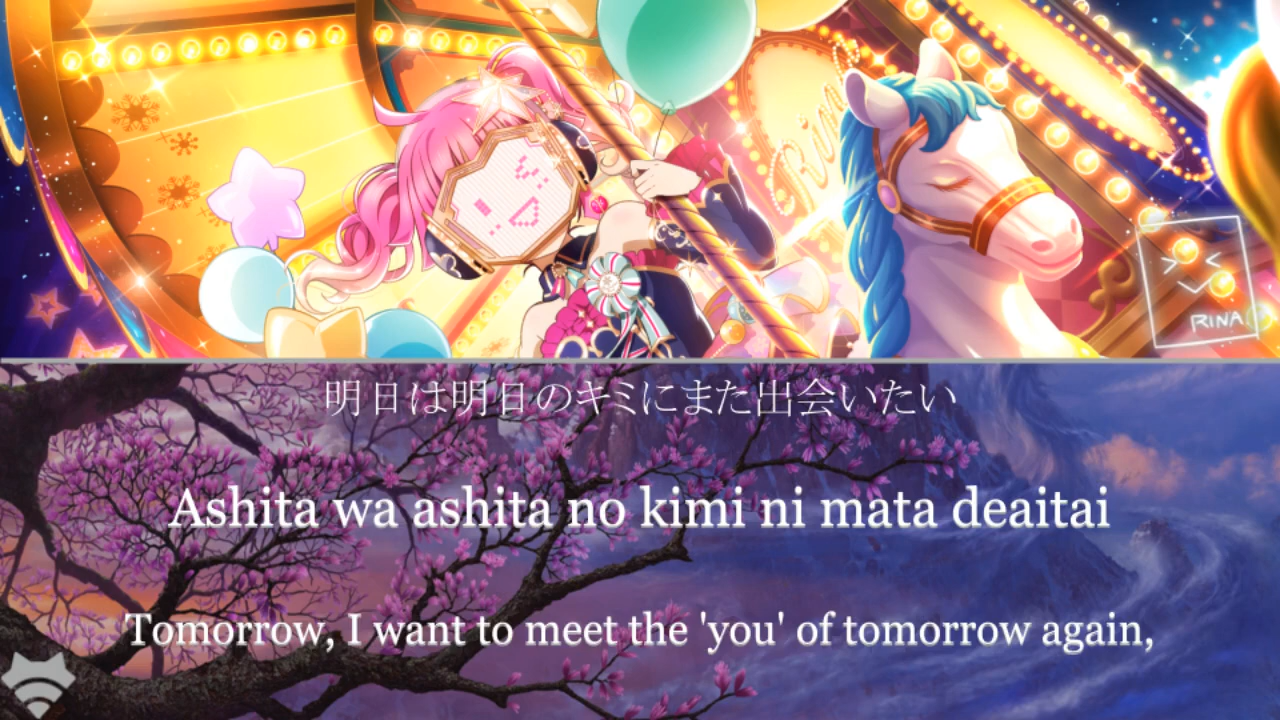 Rina
> <
RINA
明日は明日のキミにまた出会いたい
Ashita wa ashita no kimi ni mata deaitai
Tomorrow, I want to meet the 'you' of tomorrow again,